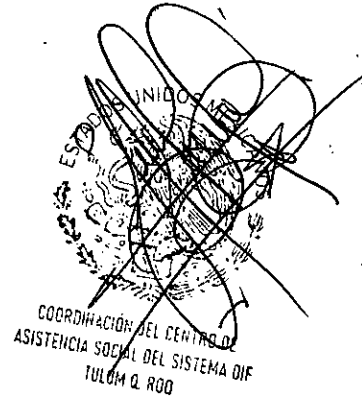 ESTADOS UNIDOS
COORDINACIÓN DEL CENTRO DE
ASISTENCIA SOCIAL DEL SISTEMA DIF
TULUM Q. ROO